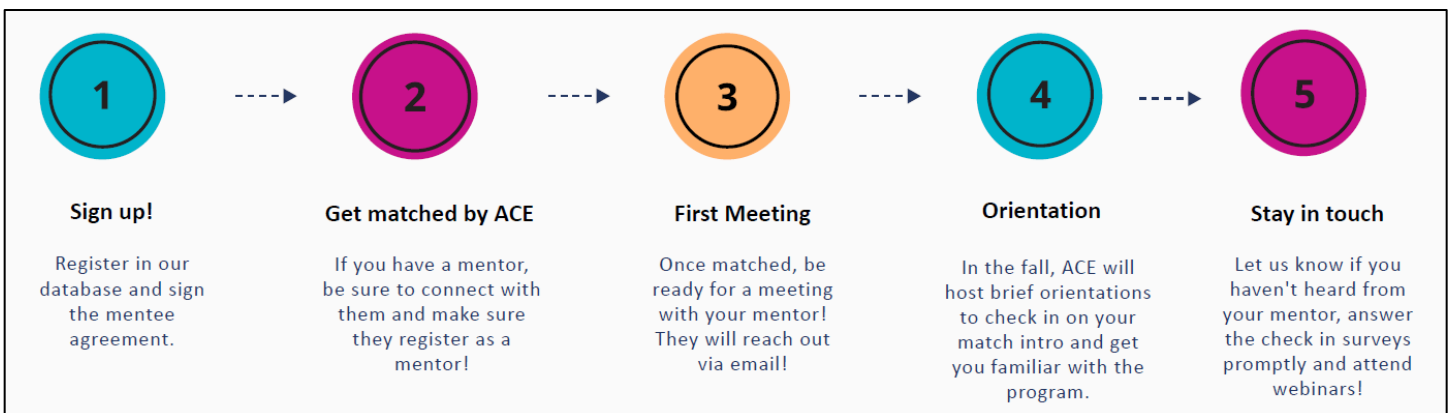 1
Sign up!
Register in our
database and sign
the mentee
agreement.
2
Get matched by ACE
If you have a mentor,
be sure to connect with
them and make sure
they register as a
mentor!
3
First Meeting
Once matched, be
ready for a meeting
with your mentor!
They will reach out
via email!
4
Orientation
In the fall, ACE will
host brief orientations
to check in on your
match intro and get
you familiar with the
program.
5
Stay in touch
Let us know if you
haven't heard from
your mentor, answer
the check in surveys
promptly and attend
webinars!